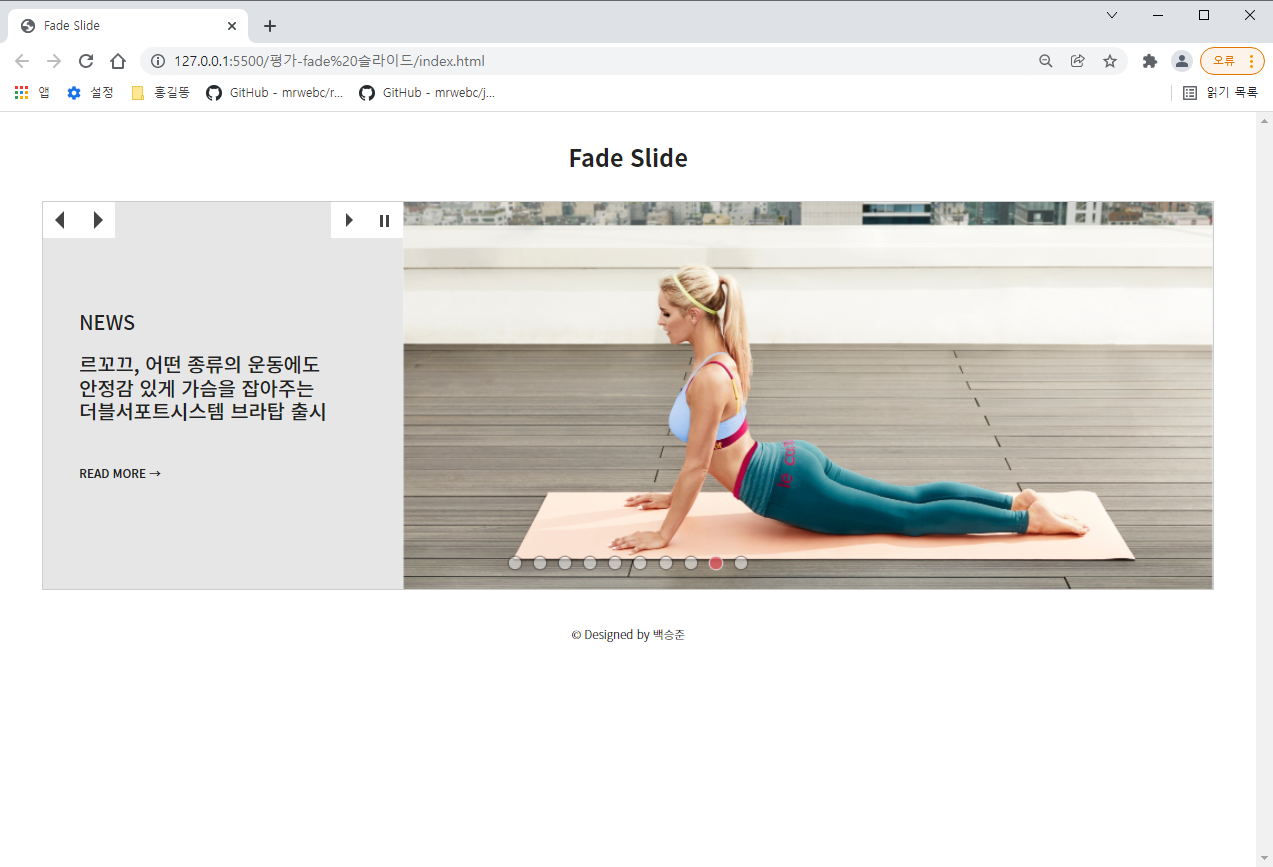 Fade Slide
127.0.0.1:5500/평가-fade%20슬라이드/index.html
오류
앱
설정
홍길똥
GitHub - mrwebc/r...
GitHub - mrwebc/j...
읽기 목록
Fade Slide
NEWS
르꼬끄, 어떤 종류의 운동에도
안정감 있게 가슴을 잡아주는
더블서포트시스템 브라탑 출시
READ MORE →
© Designed by 백승준